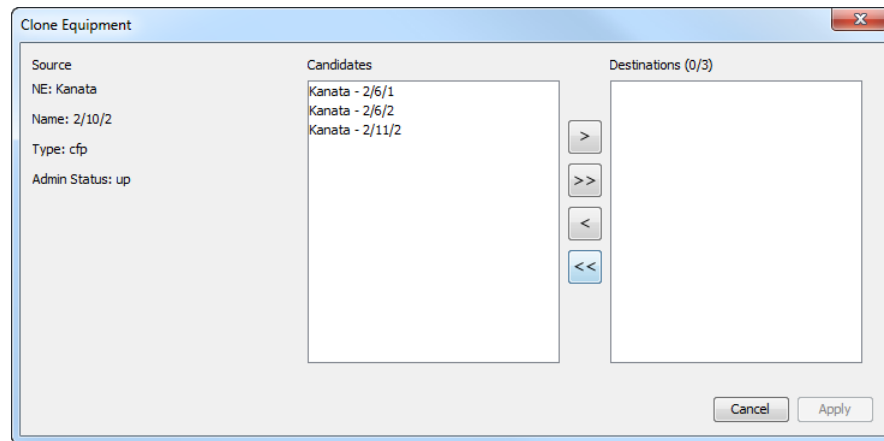 Clone Equipment
Source
NE: Kanata
Name: 2/10/2
Type: cfp
Admin Status: up
Candidates
Kanata - 2/6/1
Kanata - 2/6/2
Kanata - 2/11/2
>
>>
<
<<
Destinations (0/3)
Cancel
Apply